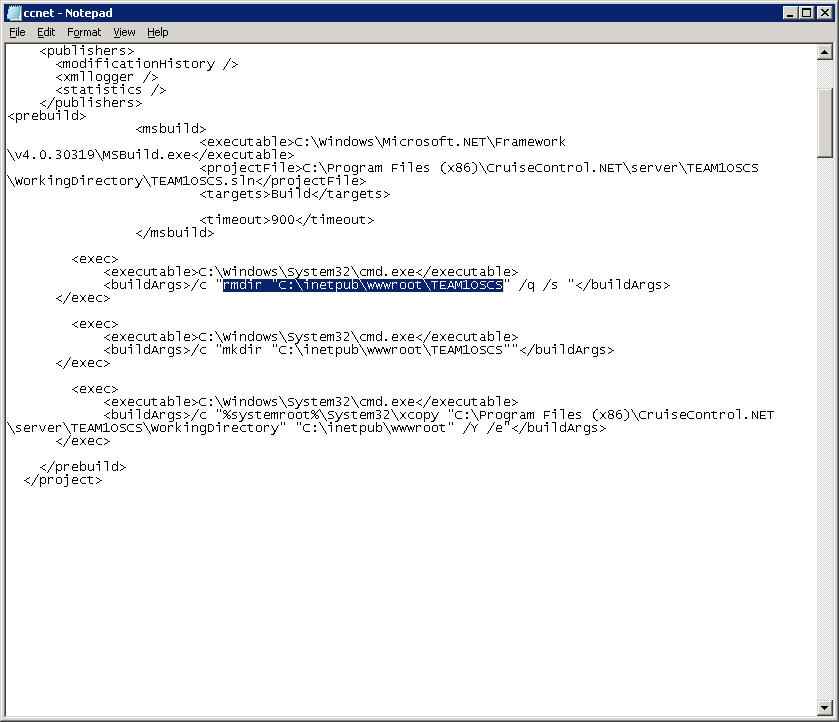 ccnet - Notepad
File Edit Format View Help
<publishers>
<modificationHistory />
<xmllogger />
<statistics />
</publishers>
<prebuild>
<msbuild>
<executable>C:\Windows\Microsoft.NET\Framework
\v4.0.30319\MSBuild.exe</executable>
<projectFile>C:\Program Files (x86)\CruiseControl.NET\server\TEAM1OSCS
\WorkingDirectory\TEAM1OSCS.sln</projectFile>
<targets>Build</targets>
<timeout>900</timeout>
</msbuild>
<exec>
<executable>C:\Windows\System32\cmd.exe</executable>
<buildArgs>/c "rmdir "C:\inetpub\wwwroot\TEAM1OSCS" /q /s "</buildArgs>
</exec>
<exec>
<executable>C:\Windows\System32\cmd.exe</executable>
<buildArgs>/c "mkdir "C:\inetpub\wwwroot\TEAM1OSCS""</buildArgs>
</exec>
<exec>
<executable>C:\Windows\System32\cmd.exe</executable>
<buildArgs>/c "%systemroot%\System32\xcopy "C:\Program Files (x86)\CruiseControl.NET
\server\TEAM1OSCS\WorkingDirectory" "C:\inetpub\wwwroot" /Y /e"</buildArgs>
</exec>
</prebuild>
</project>